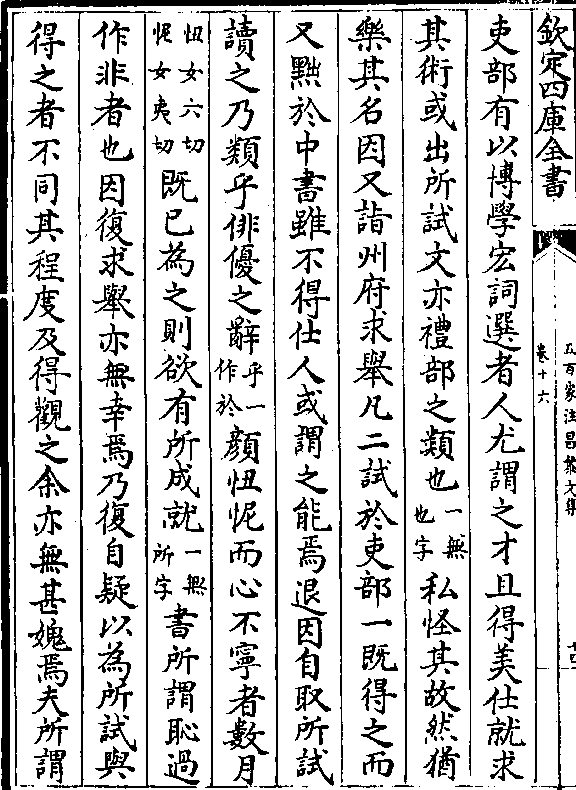 欽定四庫全書
五百家注昌黎文集
卷十六
十四
吏部有以博學宏詞選者人尤謂之才且得美仕就求
其術或出所試文亦禮部之類也一無也字私怪其故然猶
樂其名因又詣州府求舉凡二試於吏部一既得之而
又黜於中書雖不得仕人或謂之能焉退因自取所試
讀之乃類乎俳優之辭乎一作於顔忸怩而心不寧者數月
忸女六切怩女夷切既已為之則欲有所成就一無所字書所謂恥過
作非者也因復求舉亦無幸焉乃復自疑以為所試與
得之者不同其程度及得觀之余亦無甚媿焉夫所謂